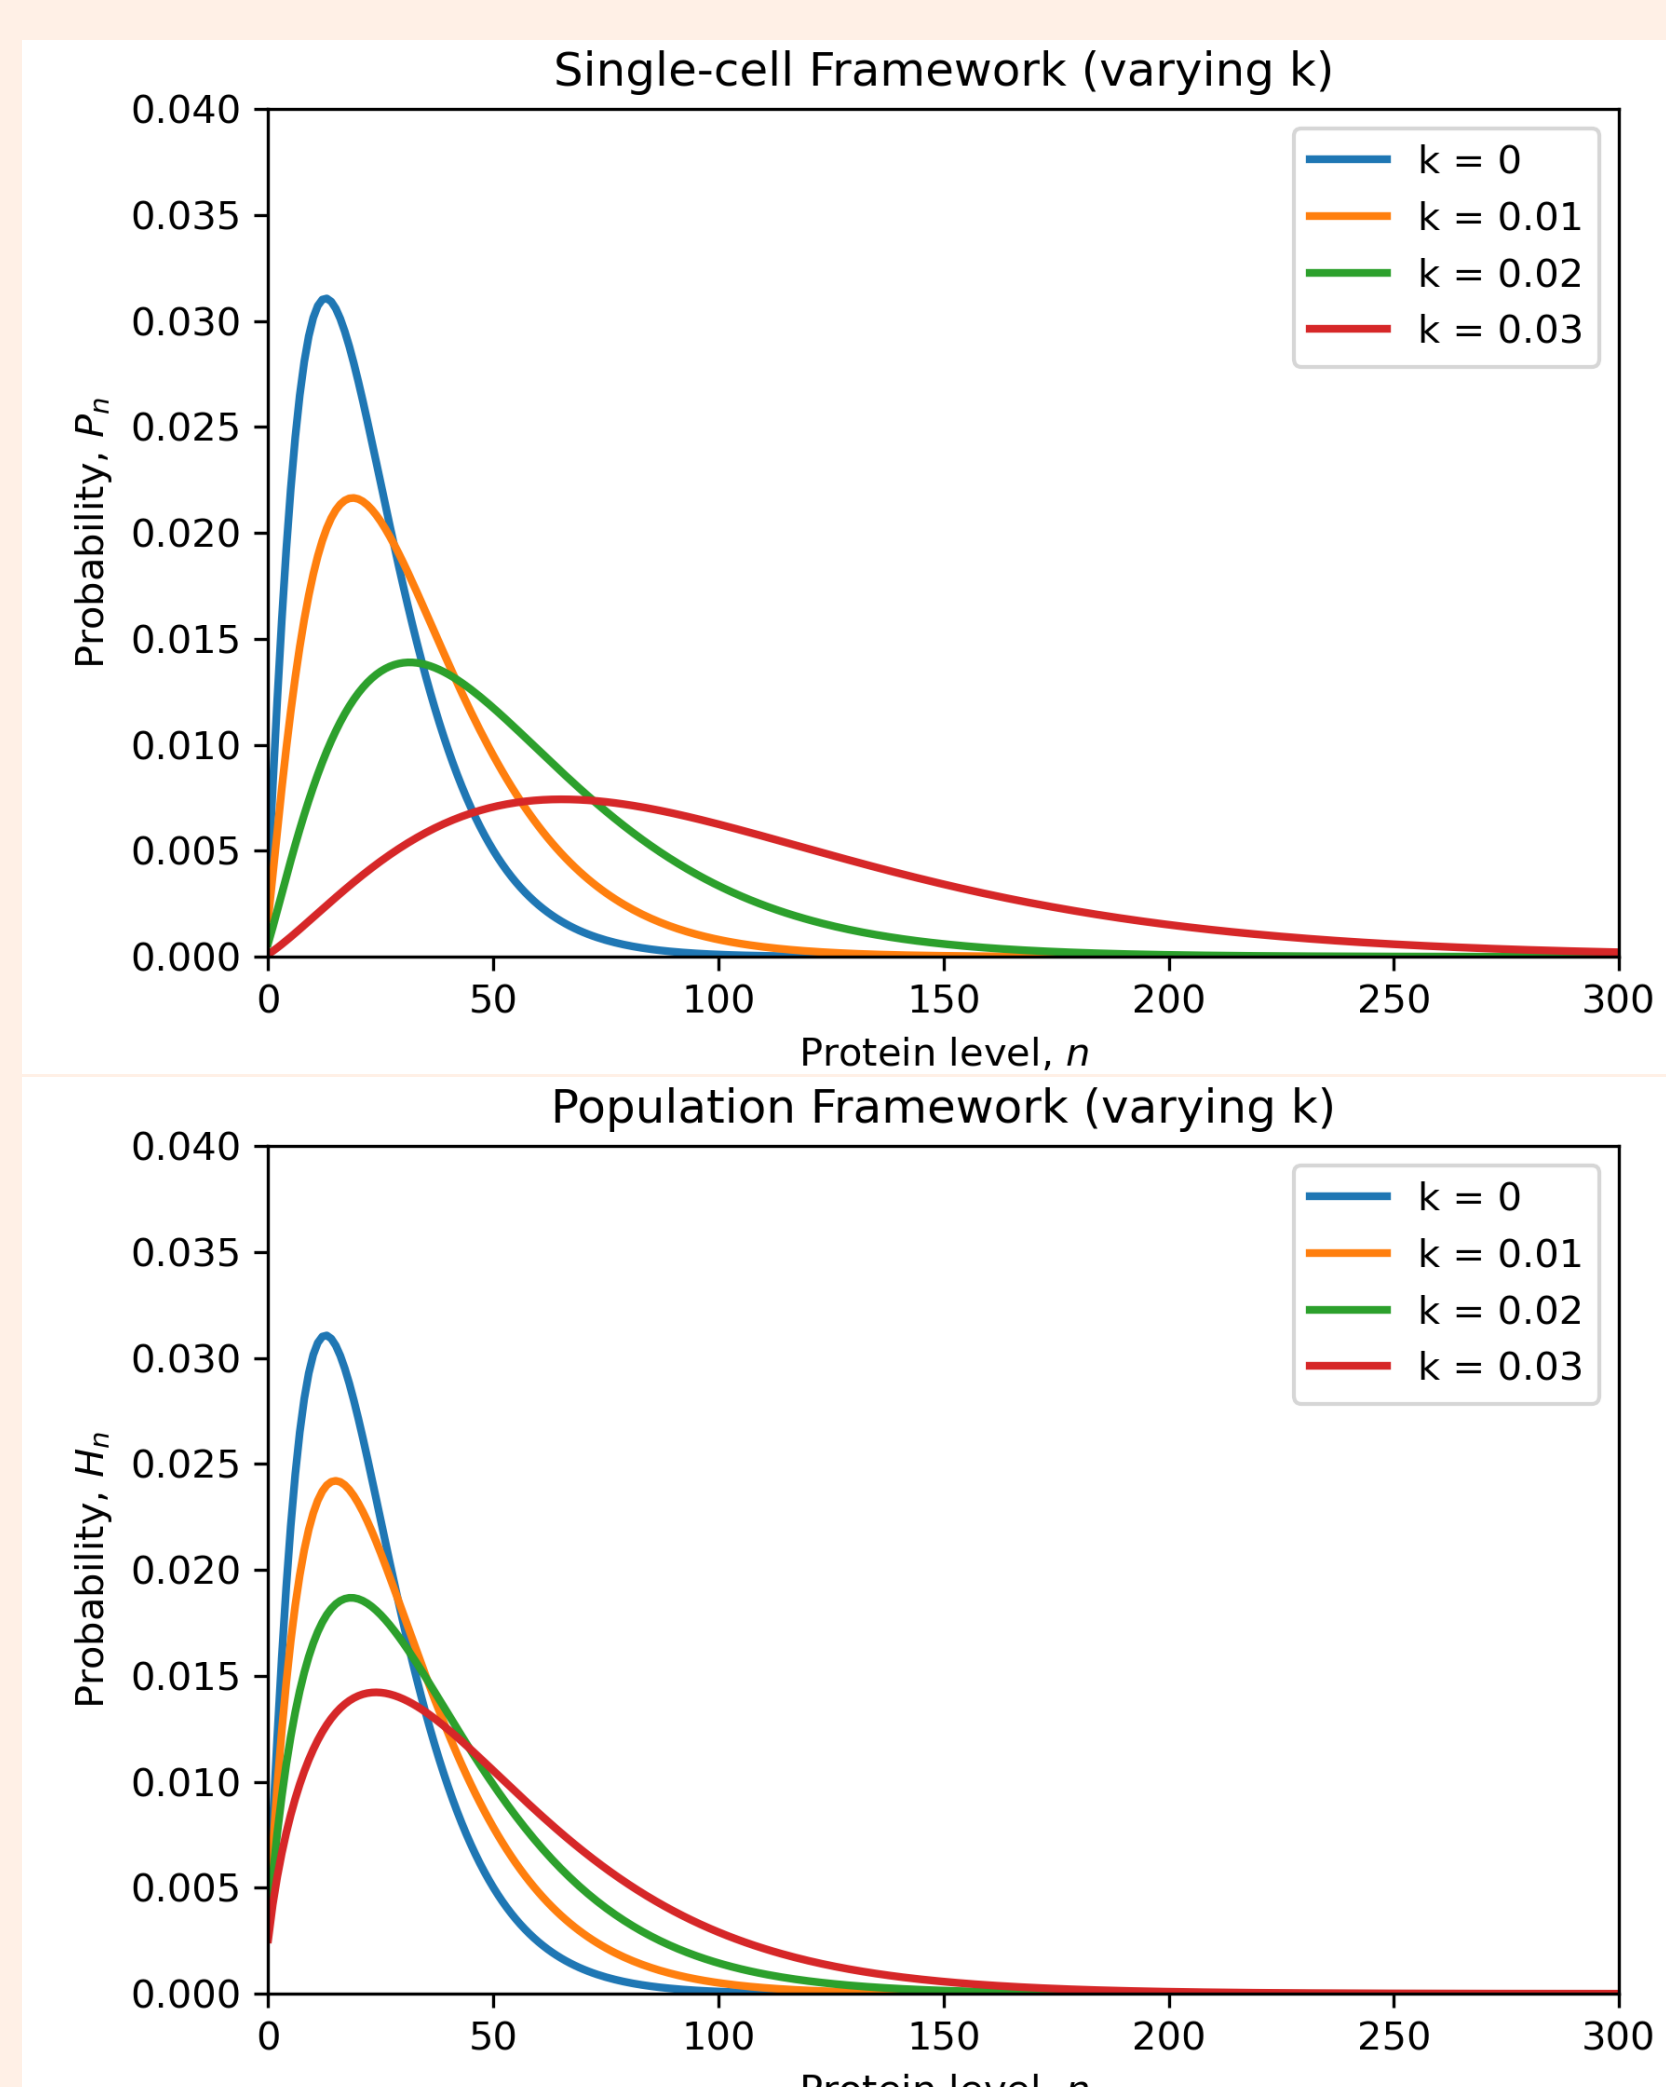 Single-cell Framework (varying k)
0.040
0.035
0.030
0.025
0.020
0.015
0.010
0.005
0.000
Probability, Pₙ
k = 0
k = 0.01
k = 0.02
k = 0.03
0 50 100 150 200 250 300
Protein level, n
Population Framework (varying k)
0.040
0.035
0.030
0.025
0.020
0.015
0.010
0.005
0.000
Probability, Hₙ
k = 0
k = 0.01
k = 0.02
k = 0.03
0 50 100 150 200 250 300
Protein level, n